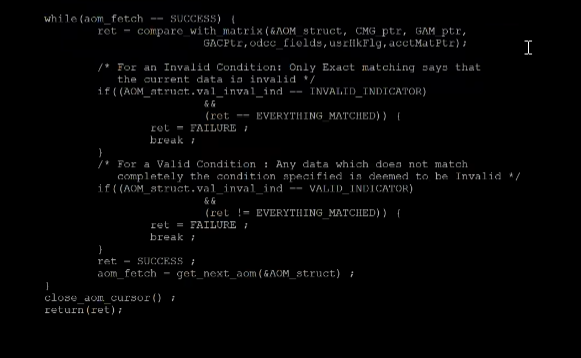 while(aom_fetch == SUCCESS) {
ret = compare_with_matrix(&AOM_struct, CMG_ptr, GAM_ptr,
GACPtr,odcc_fields,usrHkFlg,acctMatPtr);
/* For an Invalid Condition: Only Exact matching says that
the current data is invalid */
if((AOM_struct.val_inval_ind == INVALID_INDICATOR)
&&
(ret == EVERYTHING_MATCHED)) {
ret = FAILURE ;
break ;
}
/* For a Valid Condition : Any data which does not match
completely the condition specified is deemed to be Invalid */
if((AOM_struct.val_inval_ind == VALID_INDICATOR)
&&
(ret != EVERYTHING_MATCHED)) {
ret = FAILURE ;
break ;
}
ret = SUCCESS ;
aom_fetch = get_next_aom(&AOM_struct) ;
}
close_aom_cursor() ;
return(ret);